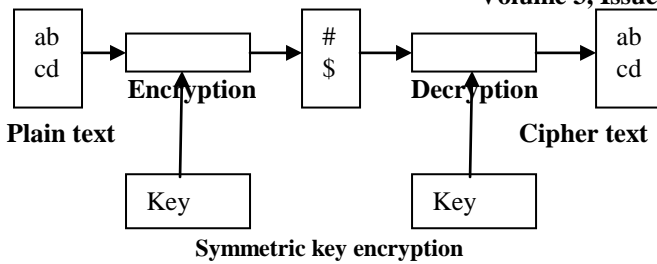 Volume 3, Issue
ab
cd
#
$
ab
cd
Encryption
Decryption
Plain text
Cipher text
Key
Key
Symmetric key encryption